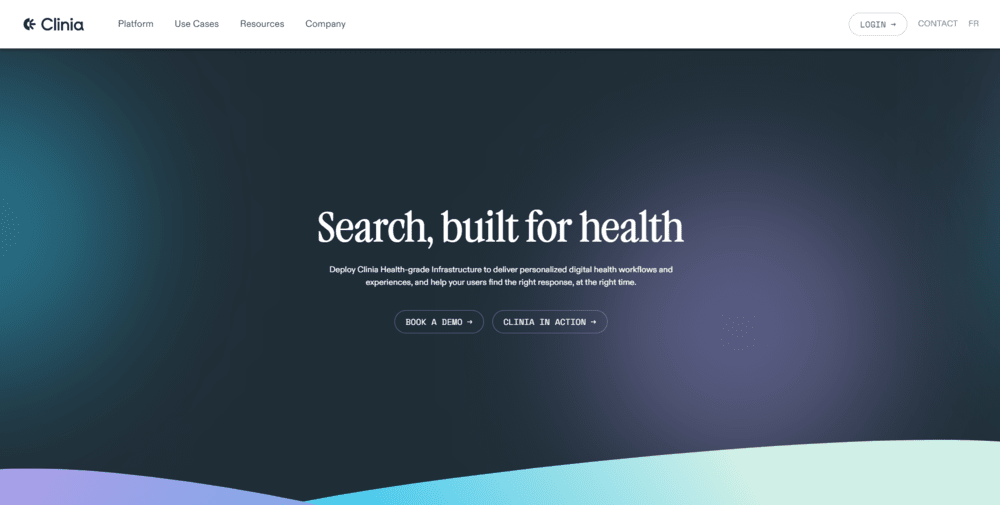 Clinia
Platform
Use Cases
Resources
Company
LOGIN →
CONTACT
FR
Search, built for health
Deploy Clinia Health-grade Infrastructure to deliver personalized digital health workflows and
experiences, and help your users find the right response, at the right time.
BOOK A DEMO →
CLINIA IN ACTION →